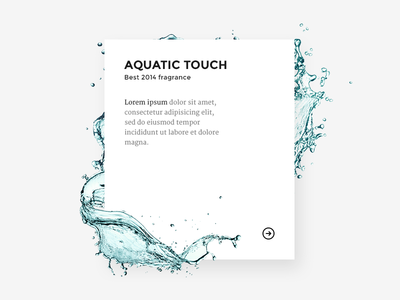 AQUATIC TOUCH
Best 2014 fragrance
Lorem ipsum dolor sit amet,
consectetur adipisicing elit,
sed do eiusmod tempor
incididunt ut labore et dolore
magna.